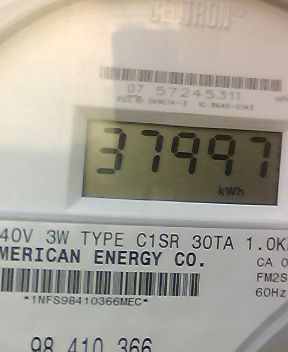 CENTRON
07 57245311
37997
kWh
40V 3W TYPE C1SR 30TA 1.0K
MERICAN ENERGY CO.
CA 0
FM2S
60Hz
*1NFS98410366MEC*
98 410 366